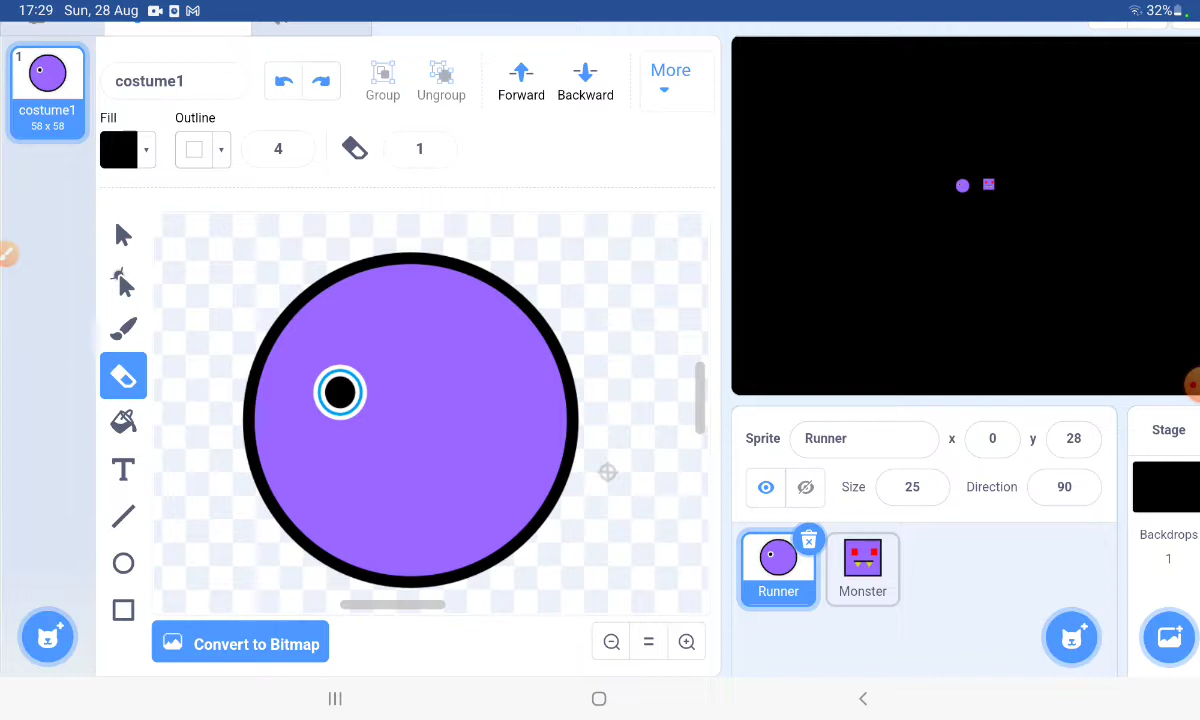 17:29 Sun, 28 Aug
32%
1
costume1
58 x 58
costume1
Group
Ungroup
Forward
Backward
More
Fill
Outline
4
1
T
Convert to Bitmap
=
Sprite
Runner
x
0
y
28
Size
25
Direction
90
Runner
Monster
Stage
Backdrops
1